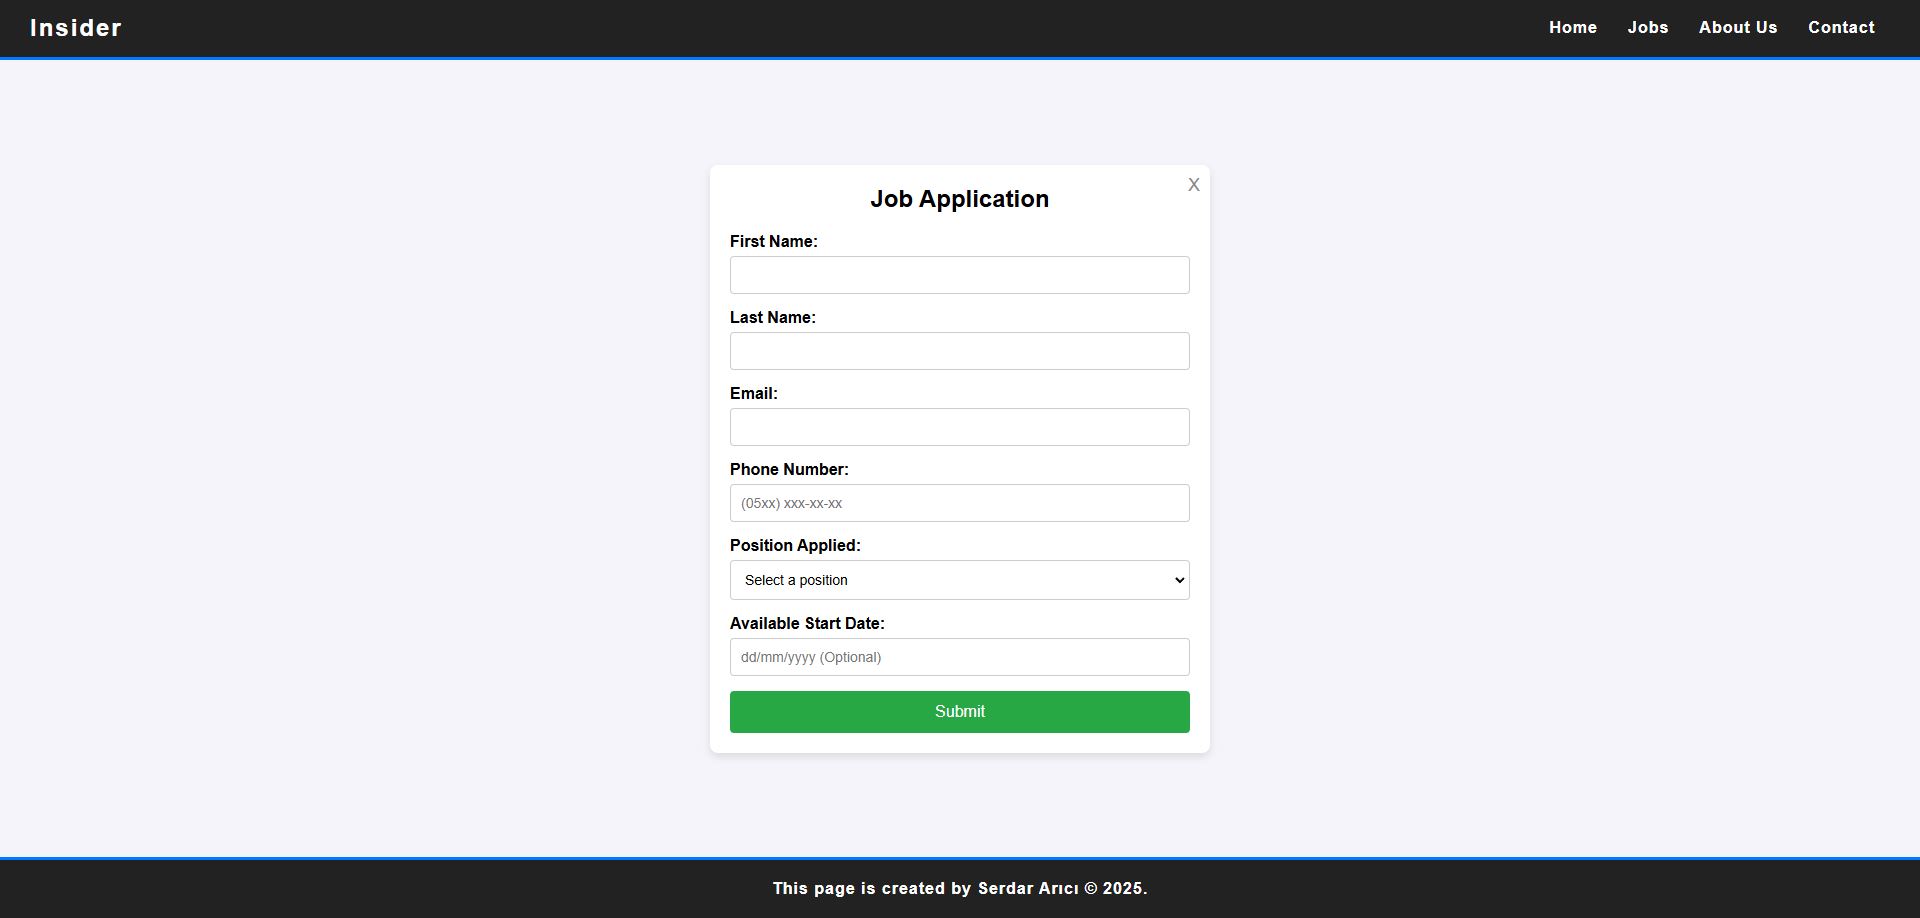 Insider
Home Jobs About Us Contact
X
Job Application
First Name:
Last Name:
Email:
Phone Number:
(05xx) xxx-xx-xx
Position Applied:
Select a position
Available Start Date:
dd/mm/yyyy (Optional)
Submit
This page is created by Serdar Arıcı © 2025.